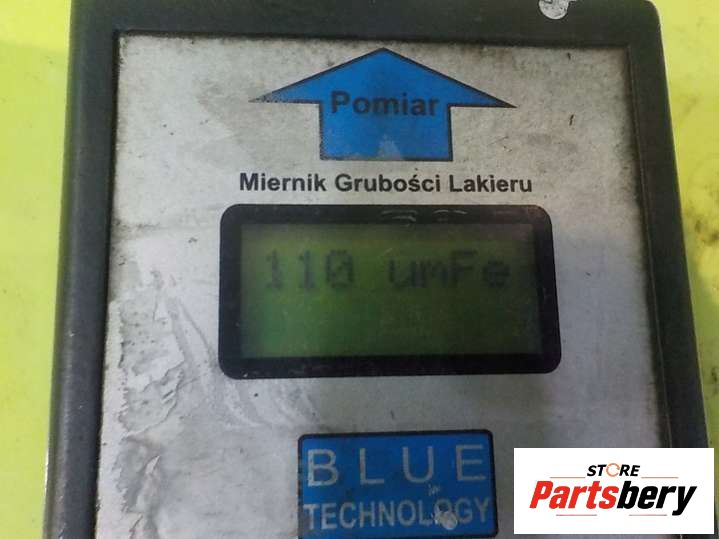 Pomiar
Miernik Grubości Lakieru
110 umFe
BLUE
TECHNOLOGY
STORE
Partsbery